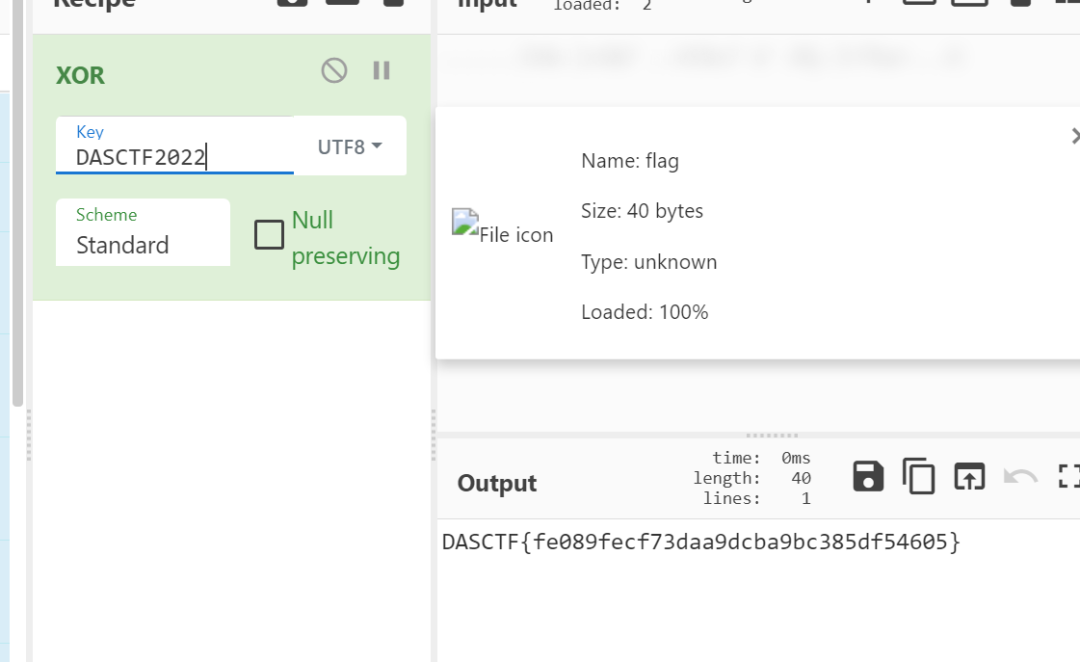 Recipe
Input
loaded: 2
XOR
Key
DASCTF2022
UTF8
Scheme
Standard
Null
preserving
File icon
Name: flag
Size: 40 bytes
Type: unknown
Loaded: 100%
Output
time: 0ms
length: 40
lines: 1
DASCTF{fe089fecf73daa9dcba9bc385df54605}